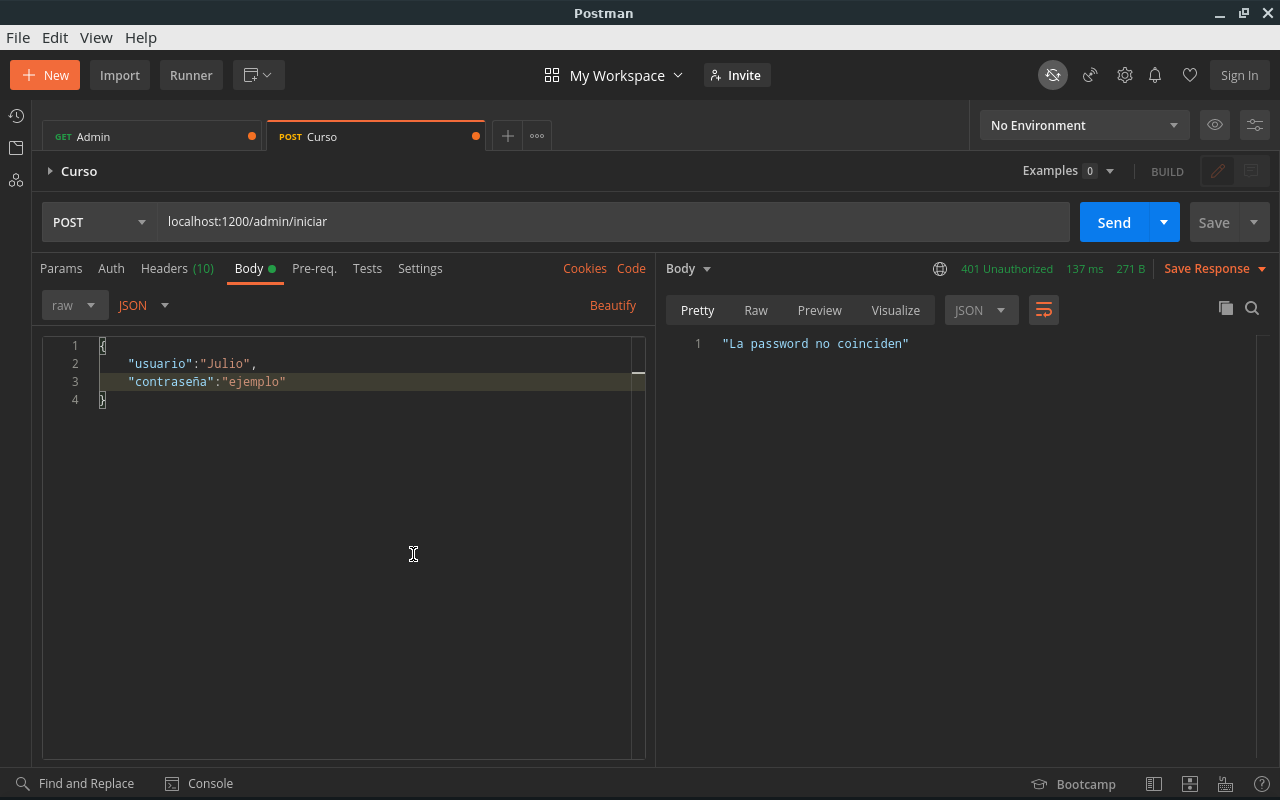 Postman
File Edit View Help
New Import Runner My Workspace Invite Sign In
GET Admin POST Curso No Environment
Curso Examples 0 BUILD
POST localhost:1200/admin/iniciar Send Save
Params Auth Headers (10) Body Pre-req. Tests Settings Cookies Code
raw JSON Beautify
1 {
2 "usuario":"Julio",
3 "contraseña":"ejemplo"
4 }
Body 401 Unauthorized 137 ms 271 B Save Response
Pretty Raw Preview Visualize JSON
1 "La password no coinciden"
Find and Replace Console Bootcamp